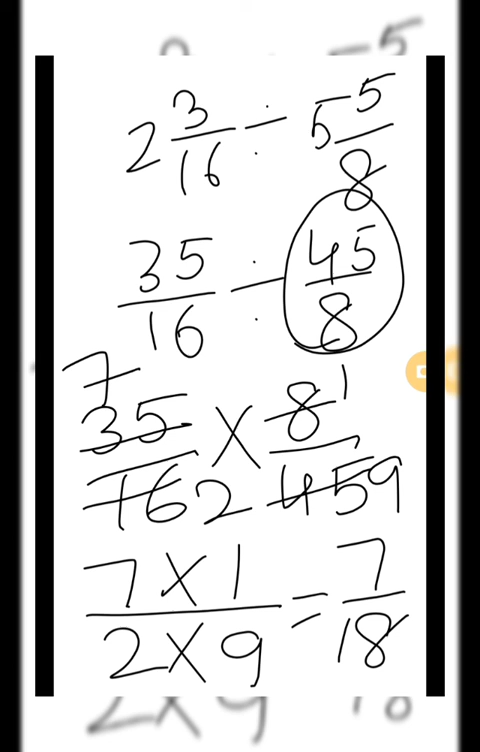 2 3/16 ÷ 5 5/8
35/16 ÷ 45/8
7 1
35/16 2 × 8/45 9
7×1/2×9 = 7/18